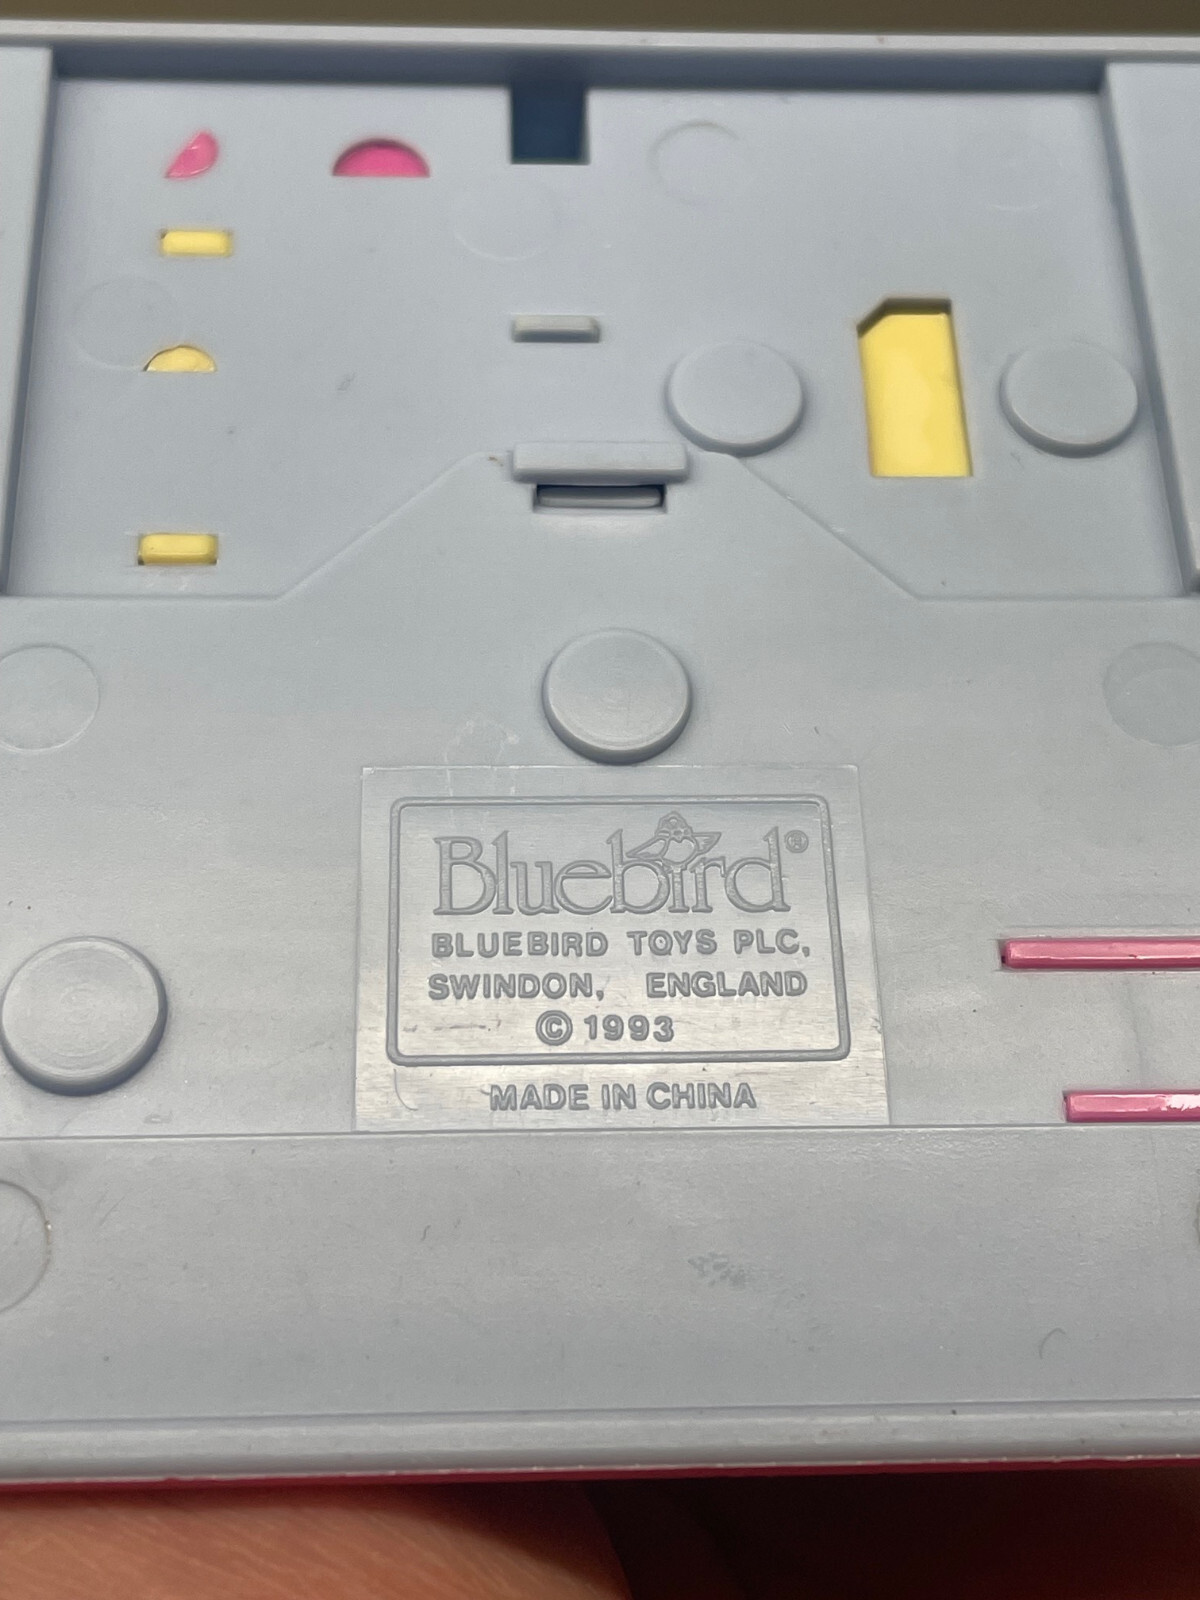 Bluebird®
BLUEBIRD TOYS PLC,
SWINDON, ENGLAND
© 1993
MADE IN CHINA